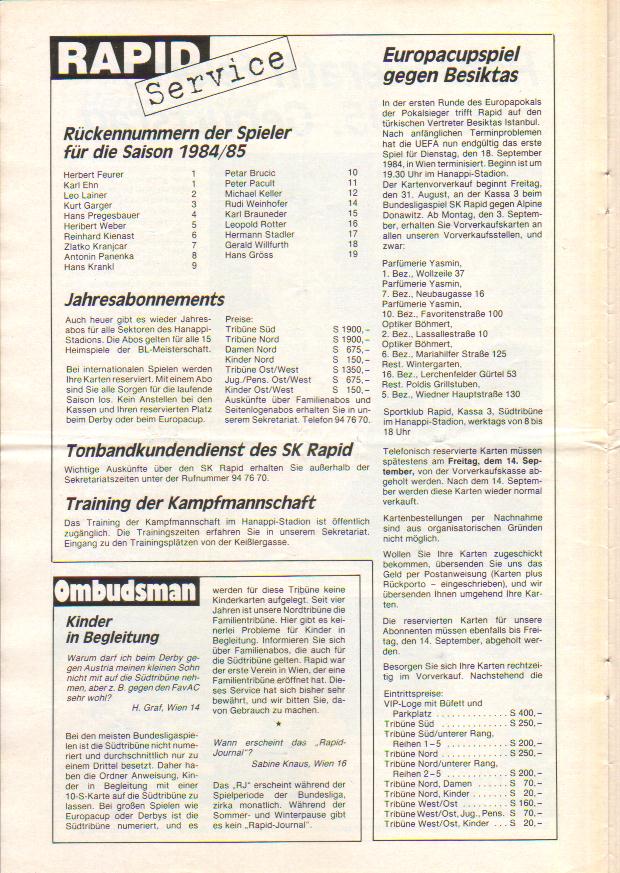 RAPID
Service
Rückennummern der Spieler
für die Saison 1984/85
Herbert Feurer 1
Karl Ehn 1
Leo Lainer 2
Kurt Garger 3
Hans Pregesbauer 4
Heribert Weber 5
Reinhard Kienast 6
Zlatko Kranjcar 7
Antonin Panenka 8
Hans Krankl 9
Petar Brucic 10
Peter Pacult 11
Michael Keller 12
Rudi Weinhofer 14
Karl Brauneder 15
Leopold Rotter 16
Hermann Stadler 17
Gerald Willfurth 18
Hans Gröss 19
Jahresabonnements
Auch heuer gibt es wieder Jahres-
abos für alle Sektoren des Hanappi-
Stadions. Die Abos gelten für alle 15
Heimspiele der BL-Meisterschaft.
Bei internationalen Spielen werden
Ihre Karten reserviert. Mit einem Abo
sind Sie alle Sorgen für die laufende
Saison los. Kein Anstellen bei den
Kassen und Ihren reservierten Platz
beim Derby oder beim Europacup.
Preise:
Tribüne Süd S 1900,–
Tribüne Nord S 1900,–
Damen Nord S 675,–
Kinder Nord S 150,–
Tribüne Ost/West S 1350,–
Jug./Pens. Ost/West S 675,–
Kinder Ost/West S 150,–
Auskünfte über Familienabos und
Seitenlogenabos erhalten Sie in un-
serem Sekretariat. Telefon 94 76 70.
Tonbandkundendienst des SK Rapid
Wichtige Auskünfte über den SK Rapid erhalten Sie außerhalb der
Sekretariatszeiten unter der Rufnummer 94 76 70.
Training der Kampfmannschaft
Das Training der Kampfmannschaft im Hanappi-Stadion ist öffentlich
zugänglich. Die Trainingszeiten erfahren Sie in unserem Sekretariat.
Eingang zu den Trainingsplätzen von der Keißlergasse.
Ombudsman
Kinder
in Begleitung
Warum darf ich beim Derby ge-
gen Austria meinen kleinen Sohn
nicht mit auf die Südtribüne neh-
men, aber z. B. gegen den FavAC
sehr wohl?
H. Graf, Wien 14
Bei den meisten Bundesligaspie-
len ist die Südtribüne nicht nume-
riert und durchschnittlich nur zu
einem Drittel besetzt. Daher ha-
ben die Ordner Anweisung, Kin-
der in Begleitung mit einer
10-S-Karte auf die Südtribüne zu
lassen. Bei großen Spielen wie
Europacup oder Derbys ist die
Südtribüne numeriert, und es
werden für diese Tribüne keine
Kinderkarten aufgelegt. Seit vier
Jahren ist unsere Nordtribüne die
Familientribüne. Hier gibt es kei-
nerlei Probleme für Kinder in
Begleitung. Informieren Sie sich
über Familienabos, die auch für
die Südtribüne gelten. Rapid war
der erste Verein in Wien, der eine
Familientribüne eröffnet hat. Die-
ses Service hat sich bisher sehr
bewährt, und wir bitten Sie, da-
von Gebrauch zu machen.
★
Wann erscheint das „Rapid-
Journal“?
Sabine Knaus, Wien 16
Das „RJ“ erscheint während der
Spielperiode der Bundesliga,
zirka monatlich. Während der
Sommer- und Winterpause gibt
es kein „Rapid-Journal“.
Europacupspiel
gegen Besiktas
In der ersten Runde des Europapokals
der Pokalsieger trifft Rapid auf den
türkischen Vertreter Besiktas Istanbul.
Nach anfänglichen Terminproblemen
hat die UEFA nun endgültig das erste
Spiel für Dienstag, den 18. September
1984, in Wien terminisiert. Beginn ist um
19.30 Uhr im Hanappi-Stadion.
Der Kartenvorverkauf beginnt Freitag,
den 31. August, an der Kassa 3 beim
Bundesligaspiel SK Rapid gegen Alpine
Donawitz. Ab Montag, den 3. Septem-
ber, erhalten Sie Vorverkaufskarten an
allen unseren Vorverkaufsstellen, und
zwar:
Parfümerie Yasmin,
1. Bez., Wollzeile 37
Parfümerie Yasmin,
7. Bez., Neubaugasse 16
Parfümerie Yasmin,
10. Bez., Favoritenstraße 100
Optiker Böhmert,
2. Bez., Lassallestraße 10
Optiker Böhmert,
6. Bez., Mariahilfer Straße 125
Rest. Wintergarten,
16. Bez., Lerchenfelder Gürtel 53
Rest. Poldis Grillstuben,
5. Bez., Wiedner Hauptstraße 130
Sportklub Rapid, Kassa 3, Südtribüne
im Hanappi-Stadion, werktags von 8 bis
18 Uhr
Telefonisch reservierte Karten müssen
spätestens am Freitag, dem 14. Sep-
tember, von der Vorverkaufskasse ab-
geholt werden. Nach dem 14. Septem-
ber werden diese Karten wieder normal
verkauft.
Kartenbestellungen per Nachnahme
sind aus organisatorischen Gründen
nicht möglich.
Wollen Sie Ihre Karten zugeschickt
bekommen, übersenden Sie uns das
Geld per Postanweisung (Karten plus
Rückporto – eingeschrieben), und wir
übersenden Ihnen umgehend Ihre Kar-
ten.
Die reservierten Karten für unsere
Abonnenten müssen ebenfalls bis Frei-
tag, den 14. September, abgeholt wer-
den.
Besorgen Sie sich Ihre Karten rechtzei-
tig im Vorverkauf. Nachstehend die
Eintrittspreise:
VIP-Loge mit Büfett und
Parkplatz . . . . . . . . . . . . S 400,–
Tribüne Süd . . . . . . . . . . . S 250,–
Tribüne Süd/unterer Rang,
Reihen 1–5 . . . . . . . . . . S 200,–
Tribüne Nord . . . . . . . . . . S 250,–
Tribüne Nord/unterer Rang,
Reihen 2–5 . . . . . . . . . . S 200,–
Tribüne Nord, Damen . . . . . S 70,–
Tribüne Nord, Kinder . . . . . S 20,–
Tribüne West/Ost . . . . . . . S 160,–
Tribüne West/Ost, Jug., Pens. S 70,–
Tribüne West/Ost, Kinder . . . S 20,–